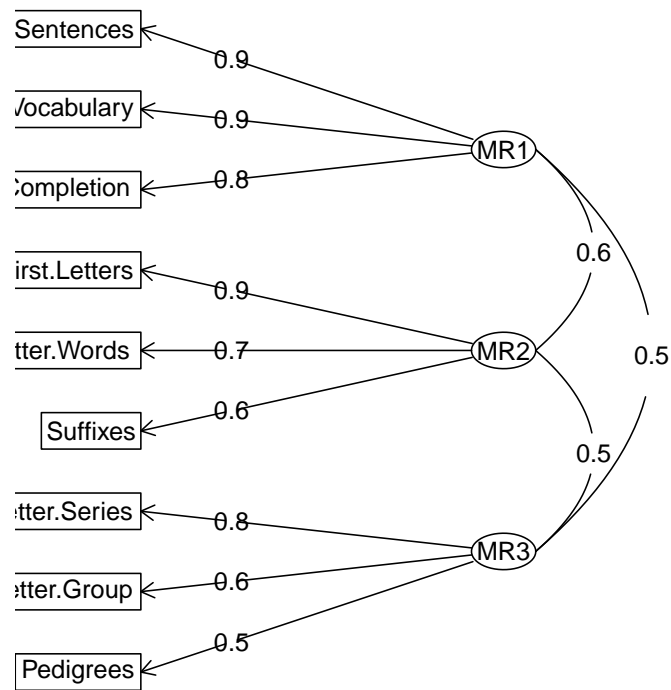 Sentences
0.9
Vocabulary
0.9
MR1
Completion
0.8
0.6
irst.Letters
0.9
tter.Words
0.7
MR2
0.5
Suffixes
0.6
0.5
etter.Series
0.8
MR3
etter.Group
0.6
0.5
Pedigrees